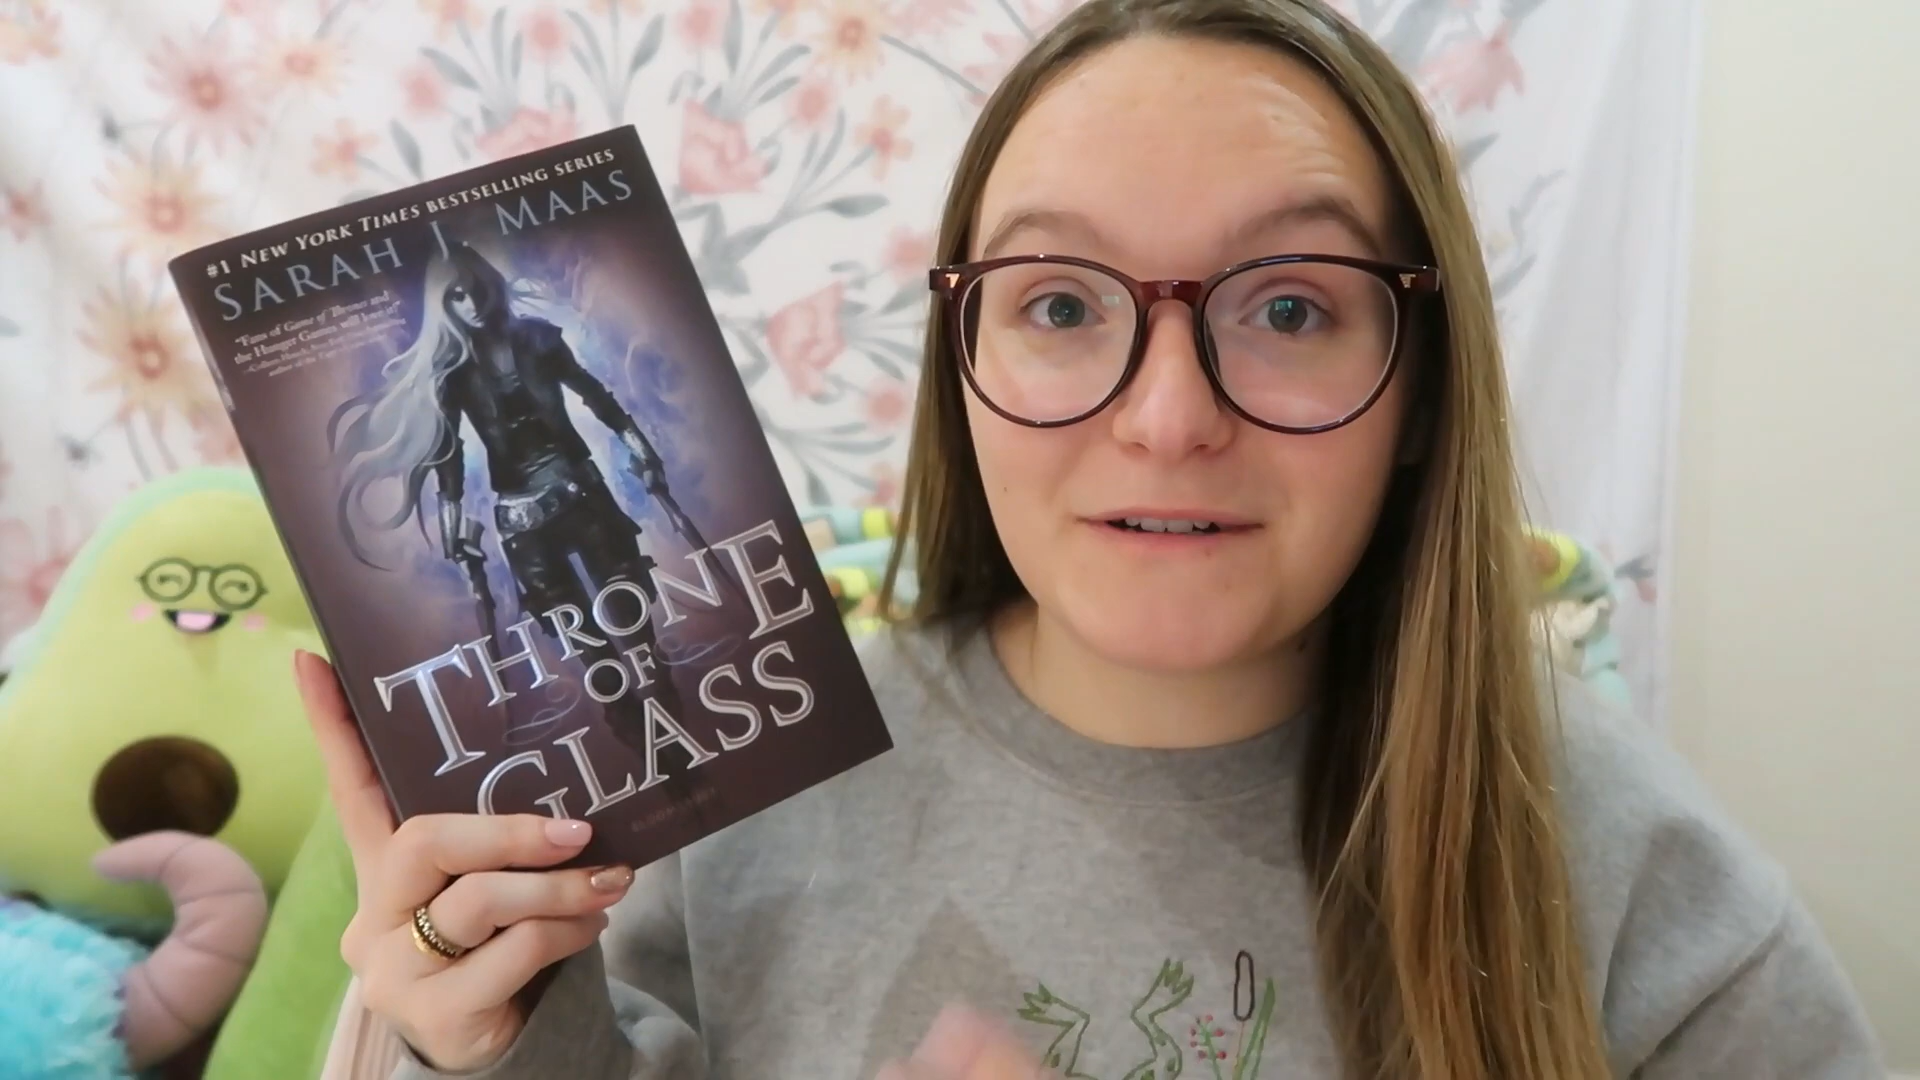 #1 NEW YORK TIMES BESTSELLING SERIES
SARAH J. MAAS
"Fans of Game of Thrones and
the Hunger Games will love it!"
THRONE
OF
GLASS